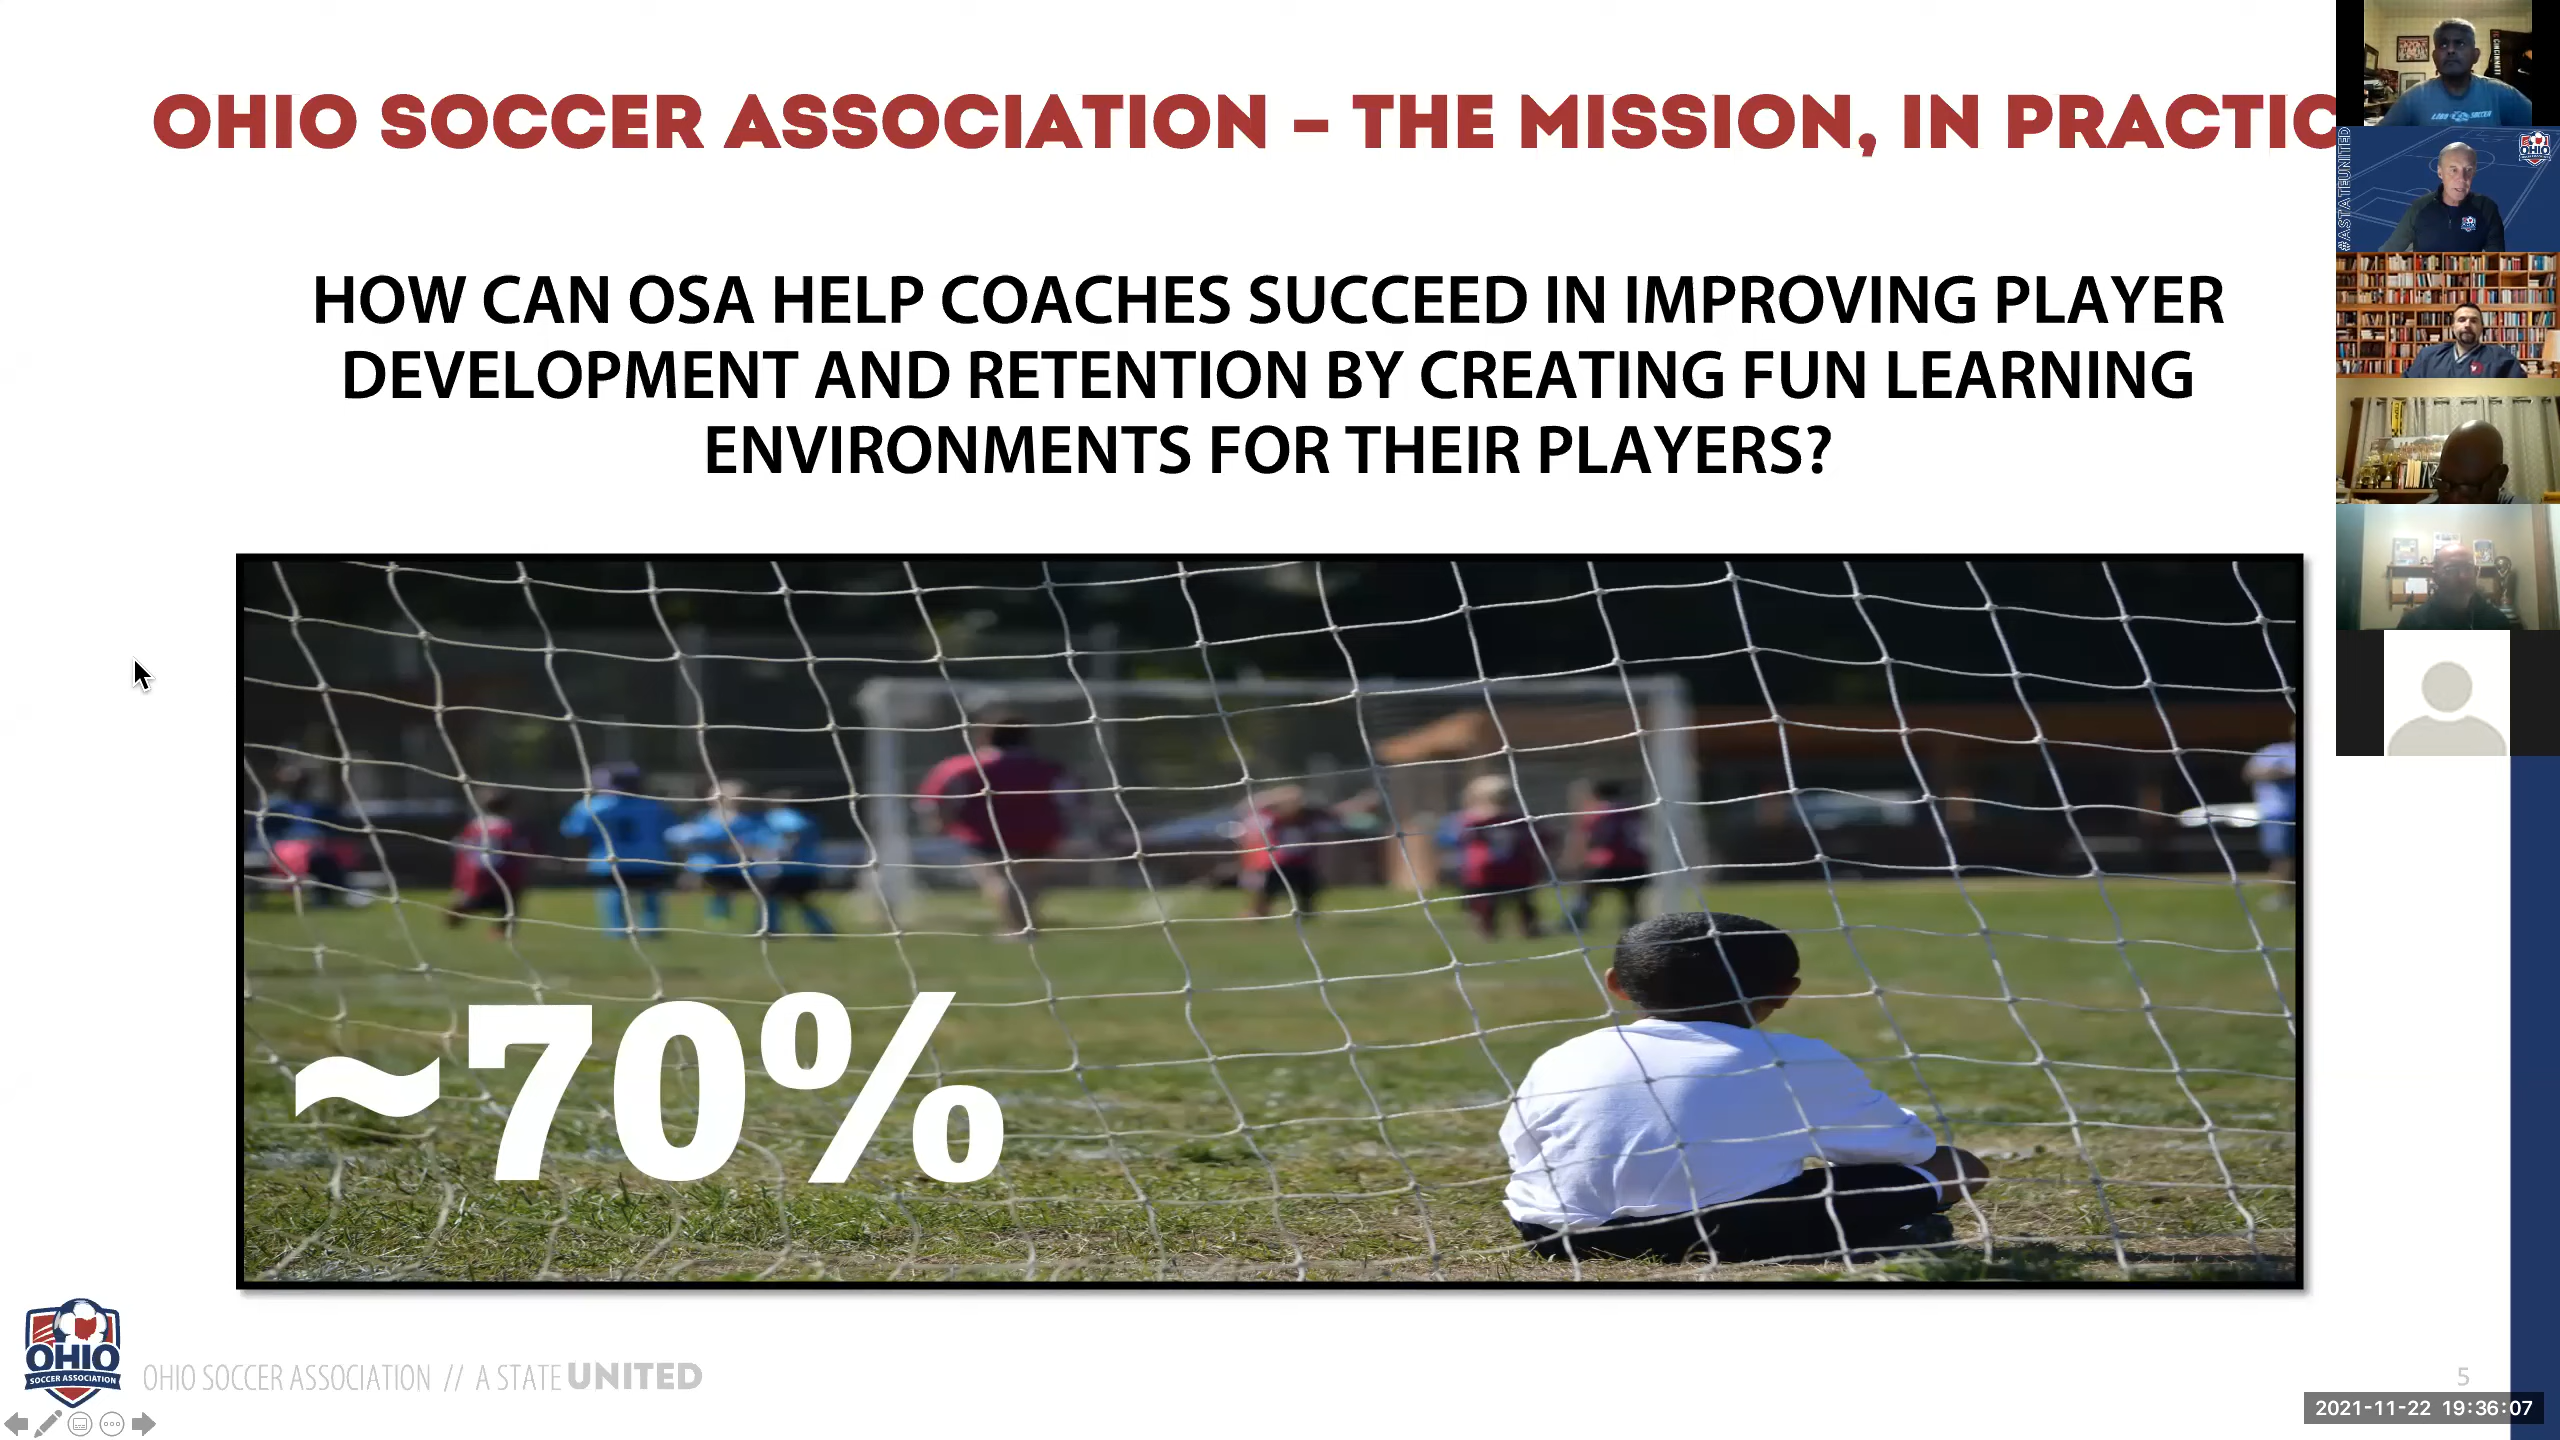 OHIO SOCCER ASSOCIATION – THE MISSION, IN PRACTIC
HOW CAN OSA HELP COACHES SUCCEED IN IMPROVING PLAYER
DEVELOPMENT AND RETENTION BY CREATING FUN LEARNING
ENVIRONMENTS FOR THEIR PLAYERS?
~70%
#ASTATEUNITED
OHIO
OHIO
SOCCER ASSOCIATION
OHIO SOCCER ASSOCIATION // A STATE UNITED
5
2021-11-22 19:36:07